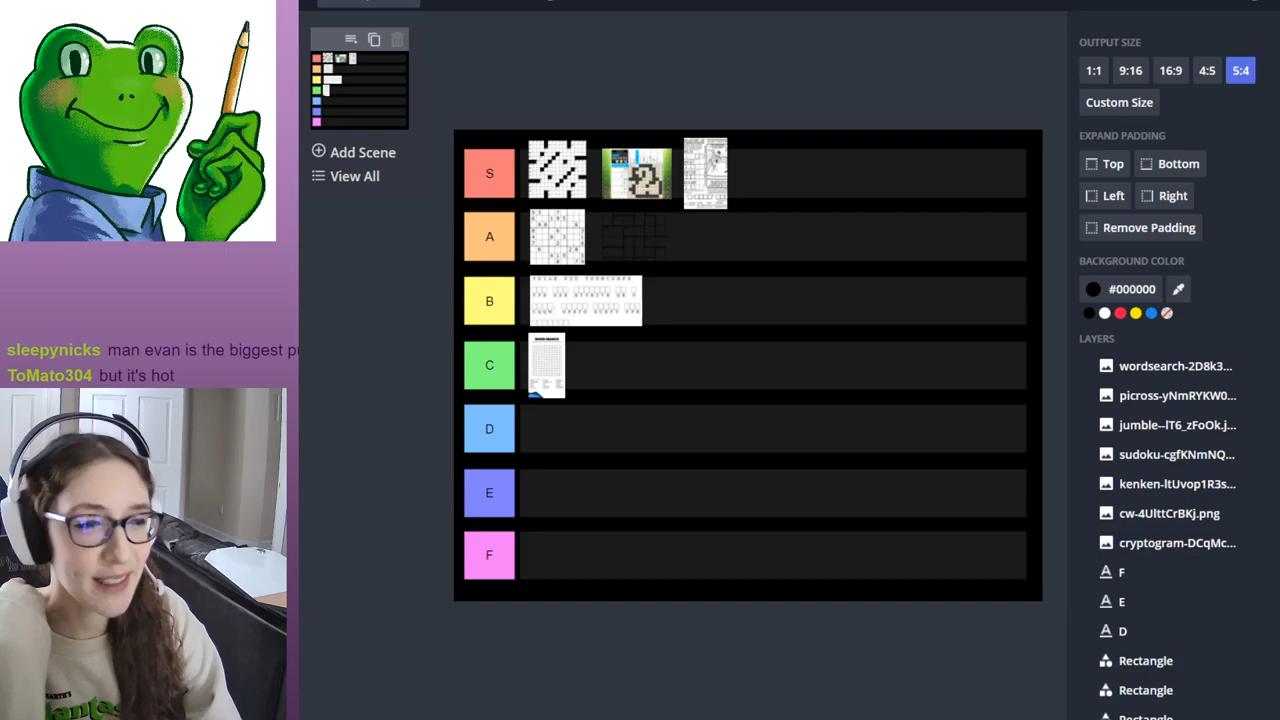 Add Scene
View All
S
A
B
C
D
E
F
OUTPUT SIZE
1:1
9:16
16:9
4:5
5:4
Custom Size
EXPAND PADDING
Top
Bottom
Left
Right
Remove Padding
BACKGROUND COLOR
#000000
LAYERS
wordsearch-2D8k3...
picross-yNmRYKW0...
jumble--lT6_zFoOk.j...
sudoku-cgfKNmNQ...
kenken-ltUvop1R3s...
cw-4UlttCrBKj.png
cryptogram-DCqMc...
F
E
D
Rectangle
Rectangle
Rectangle
sleepynicks man evan is the biggest
ToMato304 but it's hot